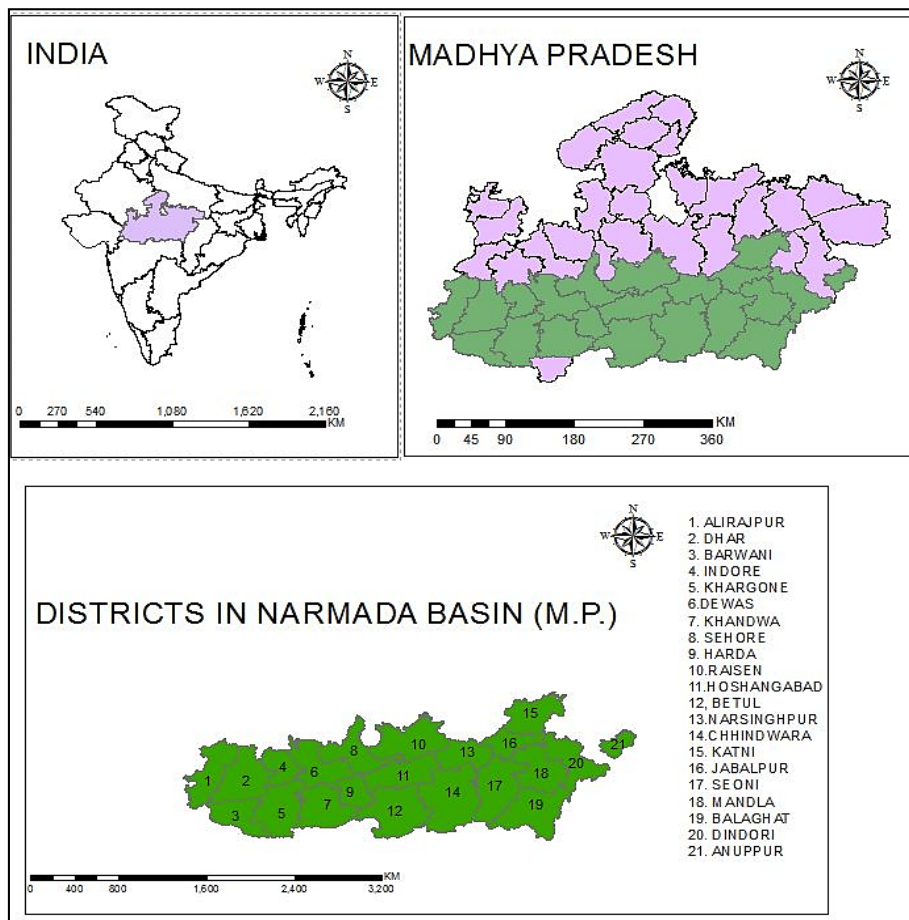 INDIA
N
W E
S
0 270 540 1,080 1,620 2,160
KM
MADHYA PRADESH
N
W E
S
KM
0 45 90 180 270 360
N
W E
S
DISTRICTS IN NARMADA BASIN (M.P.)
1. ALIRAJPUR
2. DHAR
3. BARWANI
4. INDORE
5. KHARGONE
6.DEWAS
7. KHANDWA
8. SEHORE
9. HARDA
10.RAISEN
11.HOSHANGABAD
12, BETUL
13.NARSINGHPUR
14.CHHINDWARA
15. KATNI
16. JABALPUR
17. SEONI
18. MANDLA
19. BALAGHAT
20. DINDORI
21. ANUPPUR
15
8 10 13 16 21
1 2 4 6 11 18 20
3 5 7 9 12 14 17 19
0 400 800 1,600 2,400 3,200